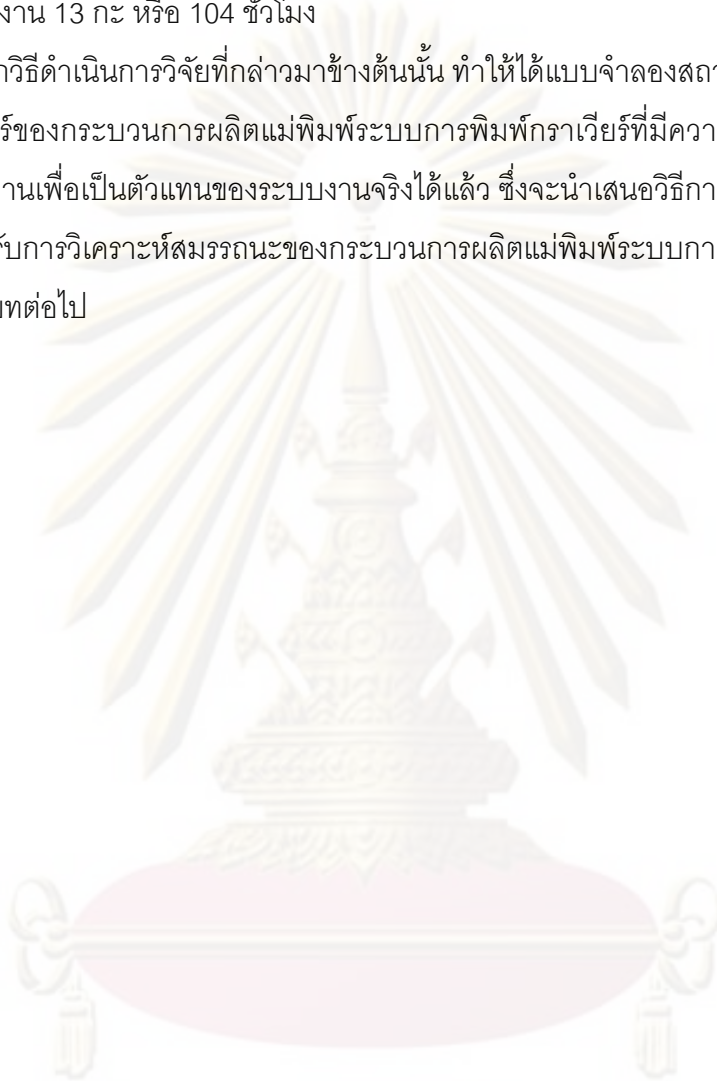 งาน 13 กะ หรือ 104 ชั่วโมง
วิธีดำเนินการวิจัยที่กล่าวมาข้างต้นนั้น ทำให้ได้แบบจำลองสถา
ร์ของกระบวนการผลิตแม่พิมพ์ระบบการพิมพ์กราเวียร์ที่มีควา
านเพื่อเป็นตัวแทนของระบบงานจริงได้แล้ว ซึ่งจะนำเสนอวิธีกา
ับการวิเคราะห์สมรรถนะของกระบวนการผลิตแม่พิมพ์ระบบกา
ทต่อไป